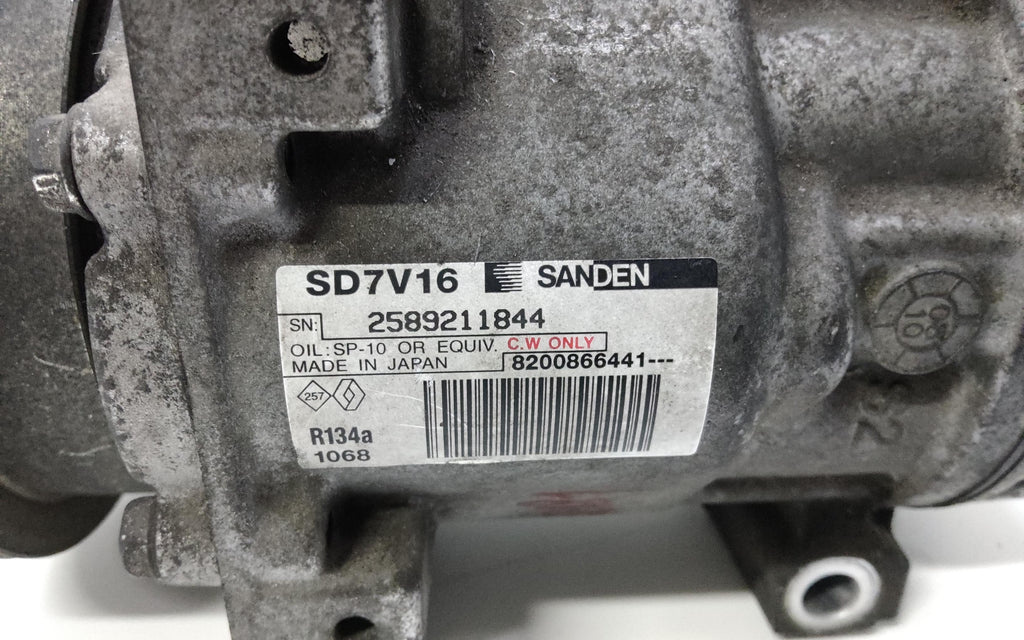 SD7V16 SANDEN
SN: 2589211844
OIL:SP-10 OR EQUIV. C.W ONLY
MADE IN JAPAN 8200866441---
257
R134a
1068